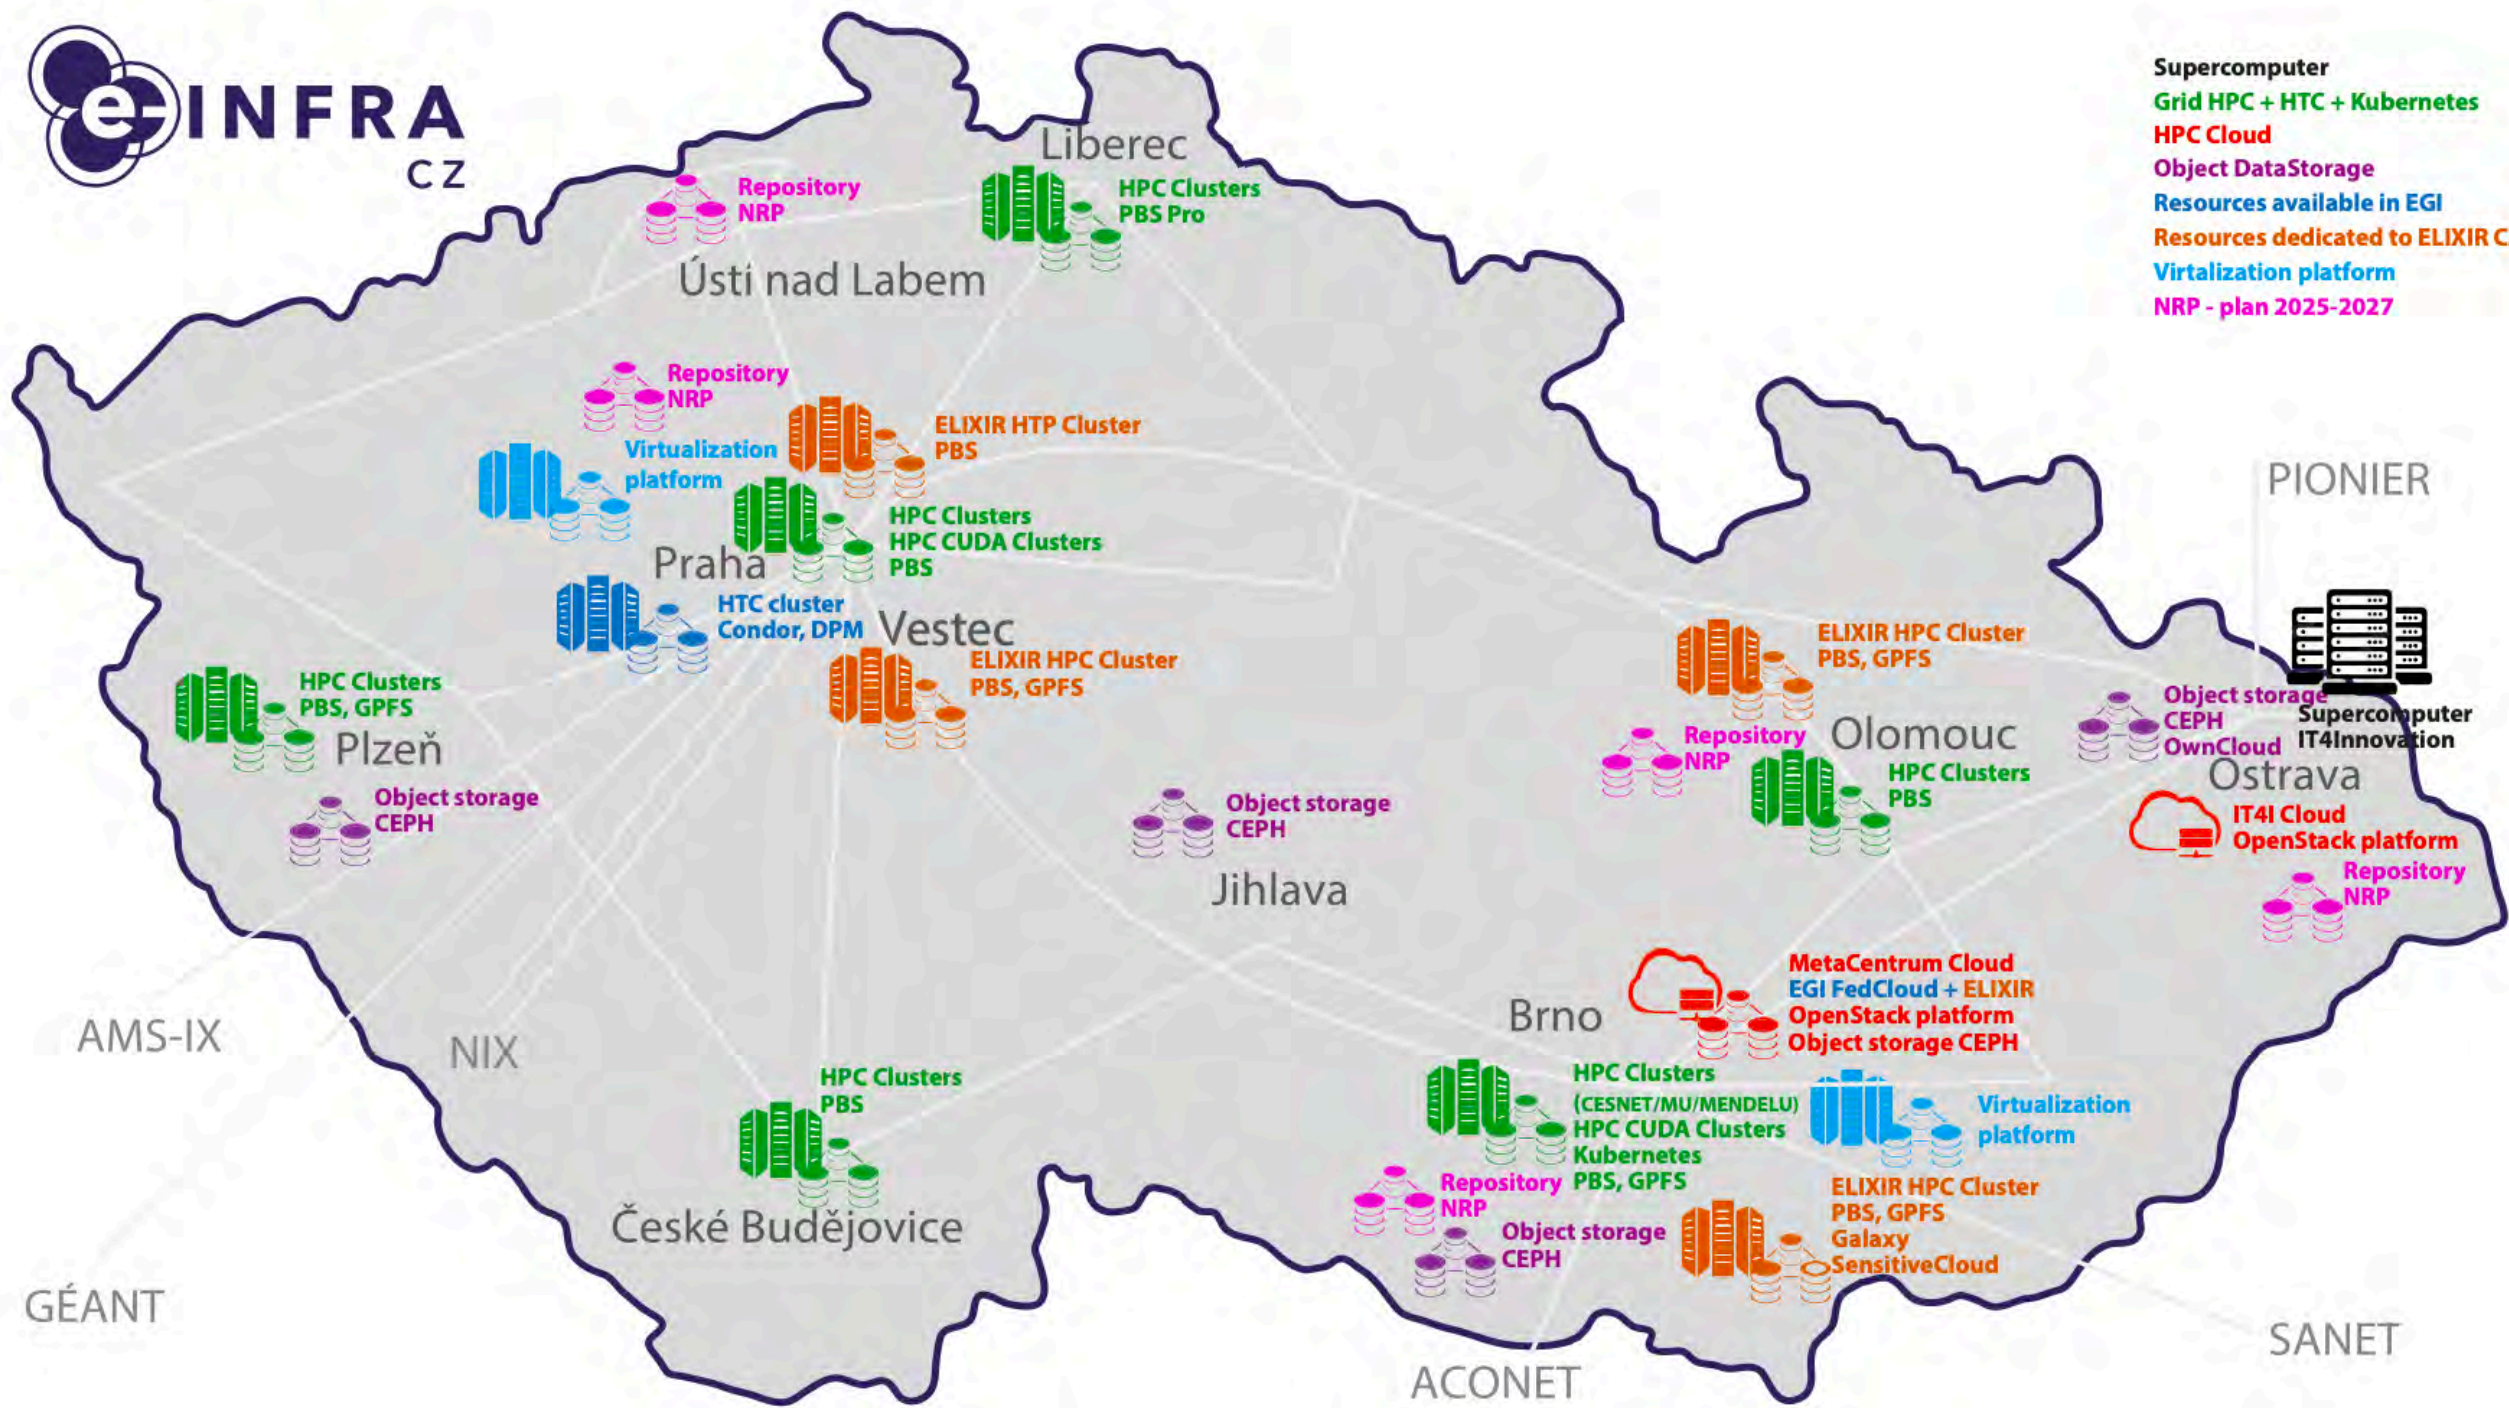 e-INFRA
CZ
Supercomputer
Grid HPC + HTC + Kubernetes
HPC Cloud
Object DataStorage
Resources available in EGI
Resources dedicated to ELIXIR C
Virtalization platform
NRP - plan 2025-2027
Liberec
HPC Clusters
PBS Pro
Repository
NRP
Ústí nad Labem
Repository
NRP
ELIXIR HTP Cluster
PBS
Virtualization
platform
HPC Clusters
HPC CUDA Clusters
PBS
Praha
HTC cluster
Condor, DPM
Vestec
ELIXIR HPC Cluster
PBS, GPFS
HPC Clusters
PBS, GPFS
Plzeň
Object storage
CEPH
Object storage
CEPH
Jihlava
ELIXIR HPC Cluster
PBS, GPFS
Repository
NRP
Olomouc
HPC Clusters
PBS
PIONIER
Object storage
CEPH
OwnCloud
Supercomputer
IT4Innovation
Ostrava
IT4I Cloud
OpenStack platform
Repository
NRP
MetaCentrum Cloud
EGI FedCloud + ELIXIR
OpenStack platform
Object storage CEPH
Brno
HPC Clusters
(CESNET/MU/MENDELU)
HPC CUDA Clusters
Kubernetes
PBS, GPFS
Virtualization
platform
Repository
NRP
Object storage
CEPH
ELIXIR HPC Cluster
PBS, GPFS
Galaxy
SensitiveCloud
HPC Clusters
PBS
České Budějovice
AMS-IX
NIX
GÉANT
ACONET
SANET